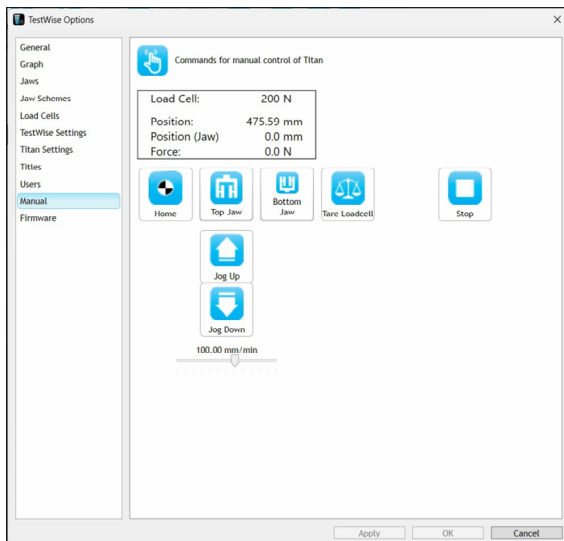 TestWise Options
General
Graph
Jaws
Jaw Schemes
Load Cells
TestWise Settings
Titan Settings
Titles
Users
Manual
Firmware
Commands for manual control of Titan
Load Cell: 200 N
Position: 475.59 mm
Position (Jaw) 0.0 mm
Force: 0.0 N
Home
Top Jaw
Bottom
Jaw
Tare Loadcell
Stop
Jog Up
Jog Down
100.00 mm/min
Apply
OK
Cancel